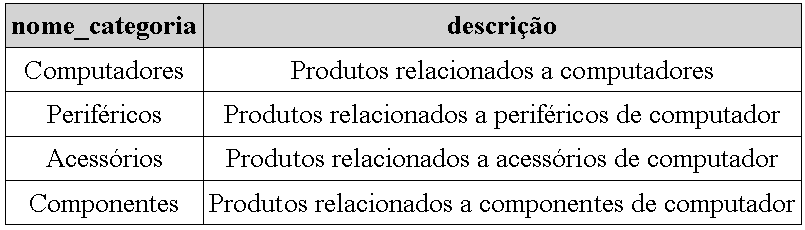 nome_categoria descrição
Computadores Produtos relacionados a computadores
Periféricos Produtos relacionados a periféricos de computador
Acessórios Produtos relacionados a acessórios de computador
Componentes Produtos relacionados a componentes de computador